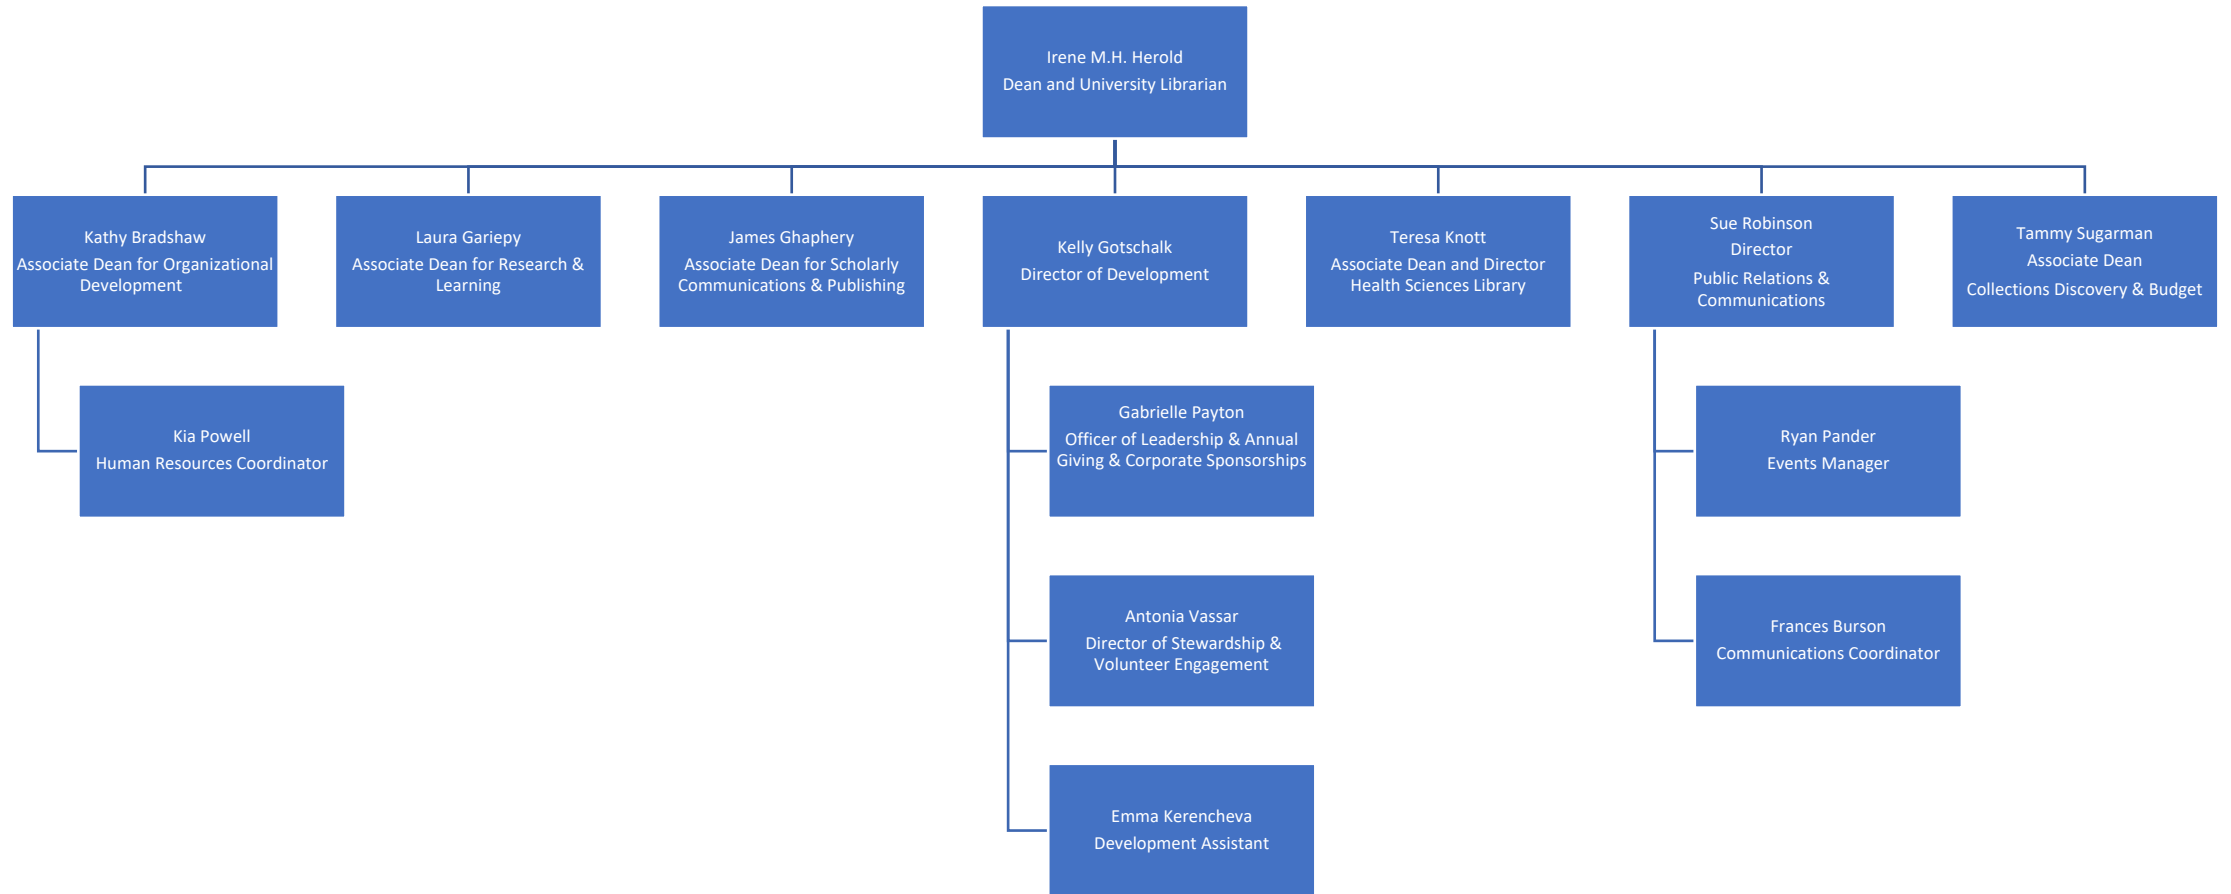 Irene M.H. Herold
Dean and University Librarian
Kathy Bradshaw
Associate Dean for Organizational
Development
Laura Gariepy
Associate Dean for Research &
Learning
James Ghaphery
Associate Dean for Scholarly
Communications & Publishing
Kelly Gotschalk
Director of Development
Teresa Knott
Associate Dean and Director
Health Sciences Library
Sue Robinson
Director
Public Relations &
Communications
Tammy Sugarman
Associate Dean
Collections Discovery & Budget
Kia Powell
Human Resources Coordinator
Gabrielle Payton
Officer of Leadership & Annual
Giving & Corporate Sponsorships
Ryan Pander
Events Manager
Antonia Vassar
Director of Stewardship &
Volunteer Engagement
Frances Burson
Communications Coordinator
Emma Kerencheva
Development Assistant